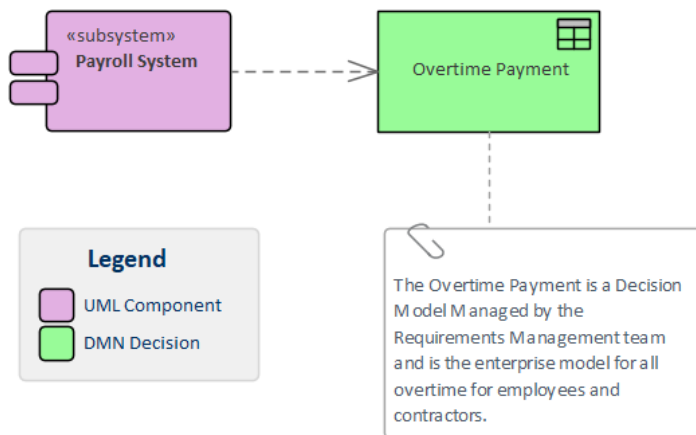 «subsystem»
Payroll System
Overtime Payment
Legend
UML Component
DMN Decision
The Overtime Payment is a Decision
Model Managed by the
Requirements Management team
and is the enterprise model for all
overtime for employees and
contractors.